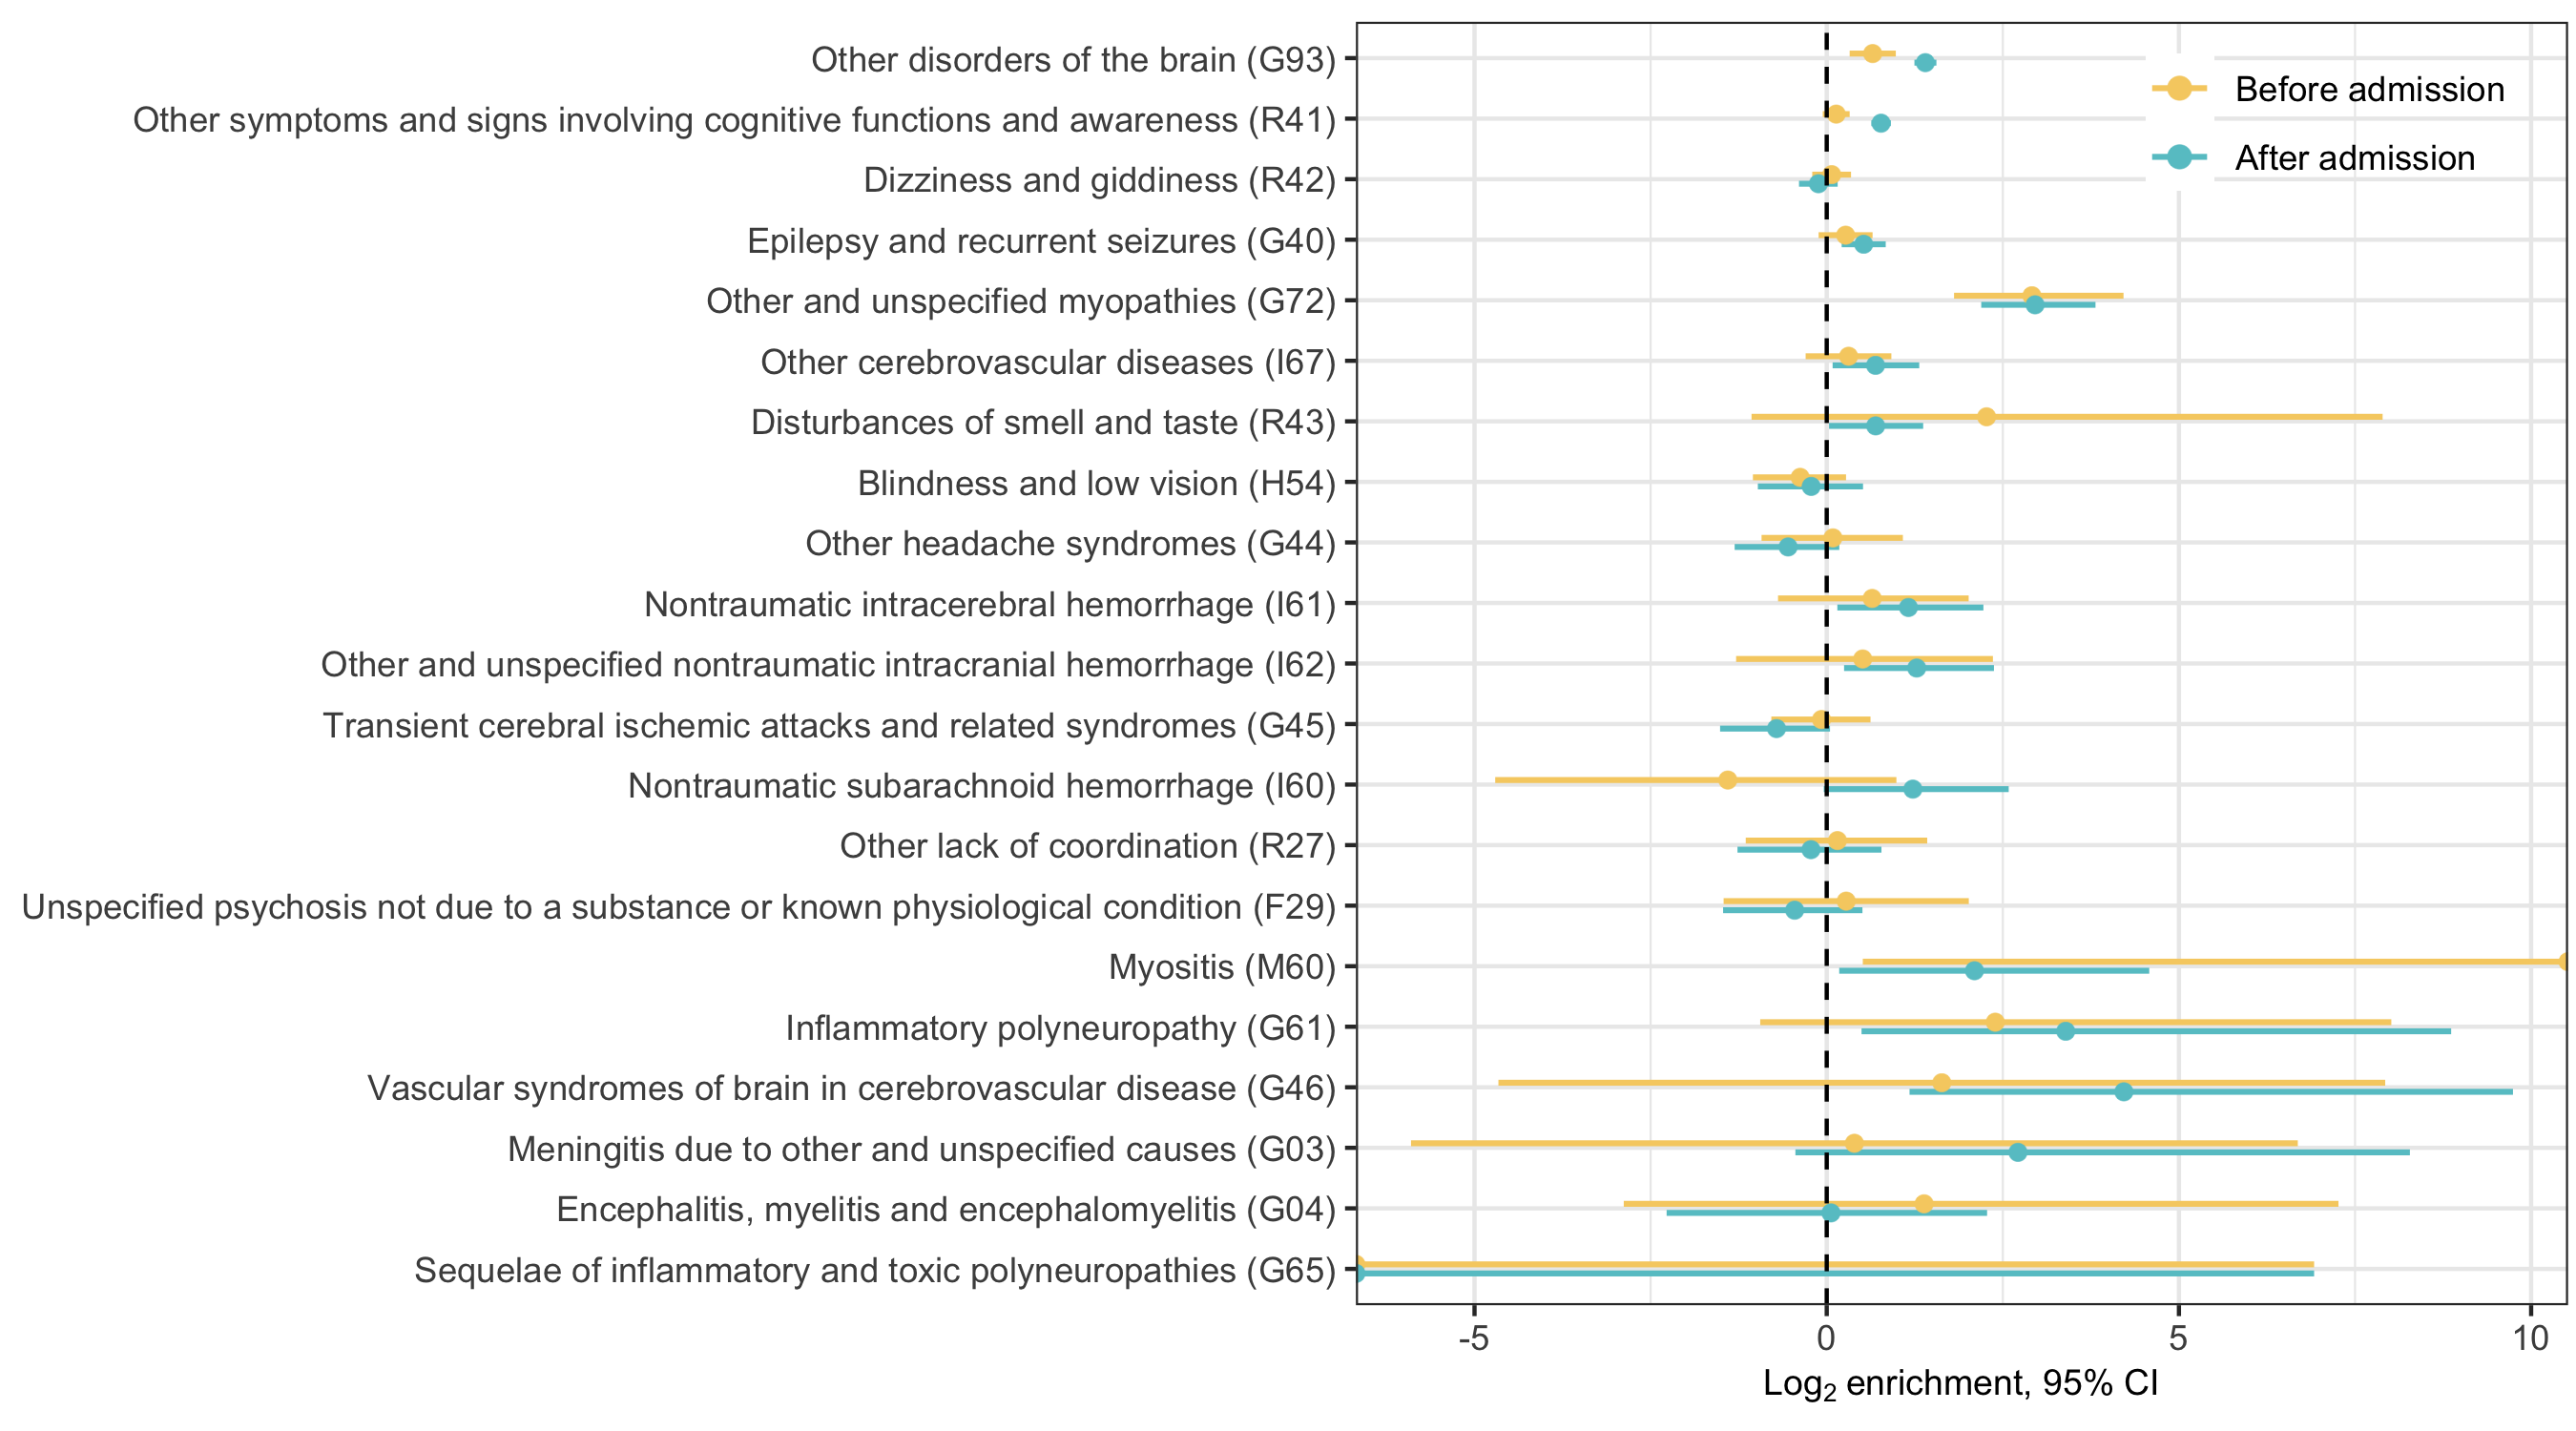 Other disorders of the brain (G93)
Other symptoms and signs involving cognitive functions and awareness (R41)
Dizziness and giddiness (R42)
Epilepsy and recurrent seizures (G40)
Other and unspecified myopathies (G72)
Other cerebrovascular diseases (I67)
Disturbances of smell and taste (R43)
Blindness and low vision (H54)
Other headache syndromes (G44)
Nontraumatic intracerebral hemorrhage (I61)
Other and unspecified nontraumatic intracranial hemorrhage (I62)
Transient cerebral ischemic attacks and related syndromes (G45)
Nontraumatic subarachnoid hemorrhage (I60)
Other lack of coordination (R27)
Unspecified psychosis not due to a substance or known physiological condition (F29)
Myositis (M60)
Inflammatory polyneuropathy (G61)
Vascular syndromes of brain in cerebrovascular disease (G46)
Meningitis due to other and unspecified causes (G03)
Encephalitis, myelitis and encephalomyelitis (G04)
Sequelae of inflammatory and toxic polyneuropathies (G65)
Before admission
After admission
-5 0 5 10
Log₂ enrichment, 95% CI